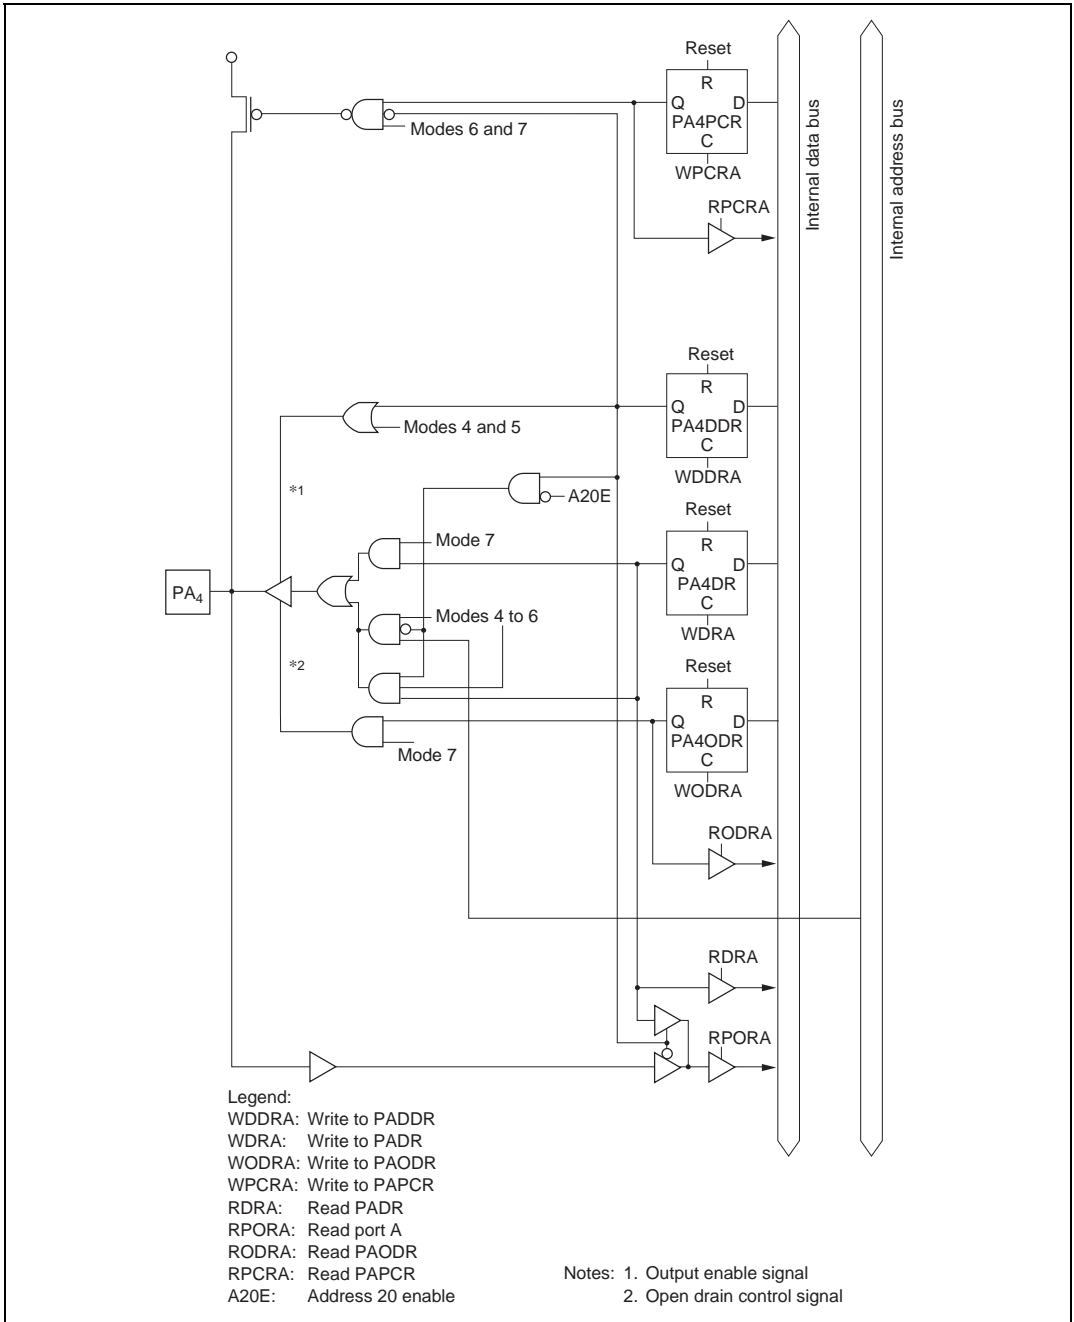 Reset
R
Q D
PA4PCR
C
WPCRA
Modes 6 and 7
RPCRA
Internal data bus
Internal address bus
Reset
R
Q D
PA4DDR
C
WDDRA
Modes 4 and 5
*1
A20E
Reset
R
Q D
PA4DR
C
WDRA
Mode 7
PA4
Modes 4 to 6
*2
Reset
R
Q D
PA4ODR
C
WODRA
Mode 7
RODRA
RDRA
RPORA
Legend:
WDDRA: Write to PADDR
WDRA: Write to PADR
WODRA: Write to PAODR
WPCRA: Write to PAPCR
RDRA: Read PADR
RPORA: Read port A
RODRA: Read PAODR
RPCRA: Read PAPCR
A20E: Address 20 enable
Notes: 1. Output enable signal
2. Open drain control signal